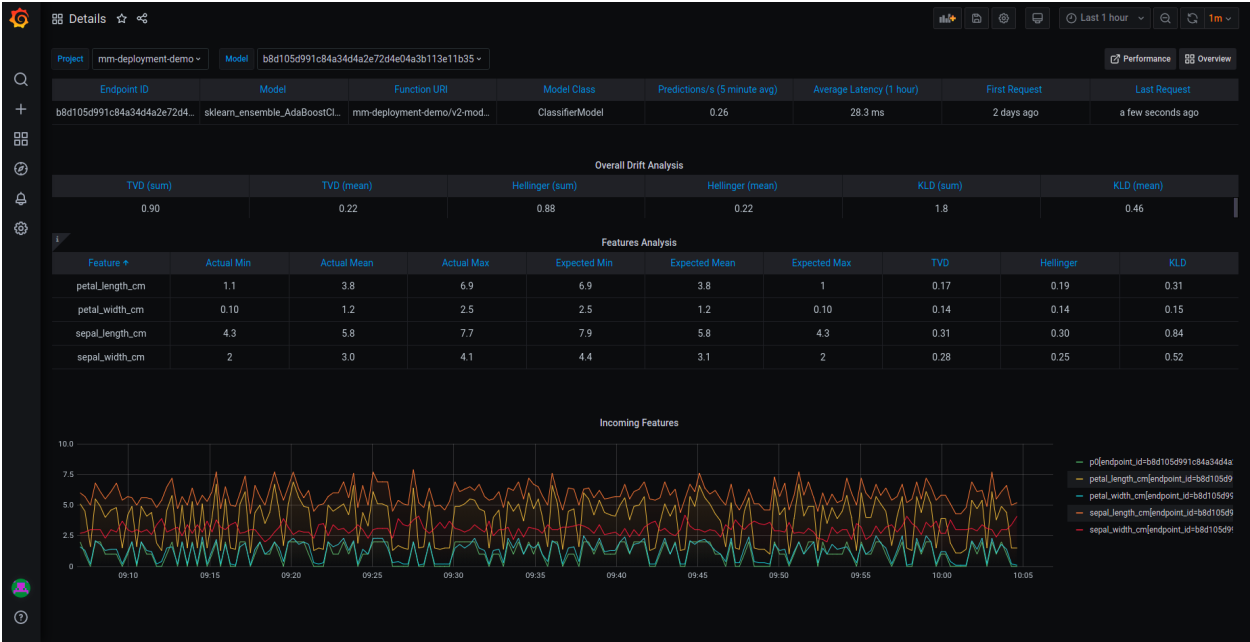 Details
Last 1 hour
1m
Project mm-deployment-demo Model b8d105d991c84a34d4a2e72d4e04a3b113e11b35
Performance Overview
Endpoint ID Model Function URI Model Class Predictions/s (5 minute avg) Average Latency (1 hour) First Request Last Request
b8d105d991c84a34d4a2e72d4... sklearn_ensemble_AdaBoostCl... mm-deployment-demo/v2-mod... ClassifierModel 0.26 28.3 ms 2 days ago a few seconds ago
Overall Drift Analysis
TVD (sum) TVD (mean) Hellinger (sum) Hellinger (mean) KLD (sum) KLD (mean)
0.90 0.22 0.88 0.22 1.8 0.46
i
Features Analysis
Feature ↑ Actual Min Actual Mean Actual Max Expected Min Expected Mean Expected Max TVD Hellinger KLD
petal_length_cm 1.1 3.8 6.9 6.9 3.8 1 0.17 0.19 0.31
petal_width_cm 0.10 1.2 2.5 2.5 1.2 0.10 0.14 0.14 0.15
sepal_length_cm 4.3 5.8 7.7 7.9 5.8 4.3 0.31 0.30 0.84
sepal_width_cm 2 3.0 4.1 4.4 3.1 2 0.28 0.25 0.52
Incoming Features
10.0
7.5
5.0
2.5
0
09:10 09:15 09:20 09:25 09:30 09:35 09:40 09:45 09:50 09:55 10:00 10:05
p0[endpoint_id=b8d105d991c84a34d4a
petal_length_cm[endpoint_id=b8d105d9
petal_width_cm[endpoint_id=b8d105d99
sepal_length_cm[endpoint_id=b8d105d9
sepal_width_cm[endpoint_id=b8d105d9